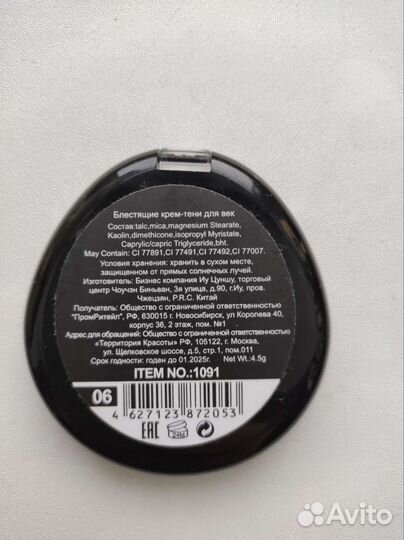 Блестящие крем-тени для век
Состав:talc,mica,magnesium Stearate,
Kaolin,dimethicone,isopropyl Myristate,
Caprylic/capric Triglyceride,bht.
May Contain: CI 77891,CI 77491,CI 77492,CI 77007.
Условия хранения: хранить в сухом месте,
защищенном от прямых солнечных лучей.
Изготовитель: Бизнес компания Иу Цуншу, торговый
центр Чоучэн Биньван, 3я улица, д.90, г.Иу, пров.
Чжецзян, P.R.C. Китай
Получатель: Общество с ограниченной ответственностью
"ПромРитейл", РФ, 630015 г. Новосибирск, ул Королева 40,
корпус 36, 2 этаж, пом. №1
Адрес для обращений: Общество с ограниченной ответственностью
«Территория Красоты» РФ, 105122, г. Москва,
ул. Щелковское шоссе, д.5, стр.1, пом.011
Срок годности: годен до 01.2025г. Net Wt.:4.5g
ITEM NO.:1091
06
4 627123 872053
EAC 24M
Avito